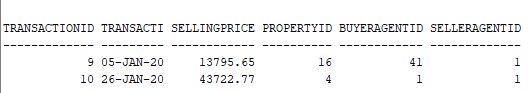 TRANSACTIONID TRANSACTI SELLINGPRICE PROPERTYID BUYERAGENTID SELLERAGENTID
------------- --------- ------------ ---------- ------------ -------------
9 05-JAN-20 13795.65 16 41 1
10 26-JAN-20 43722.77 4 1 1